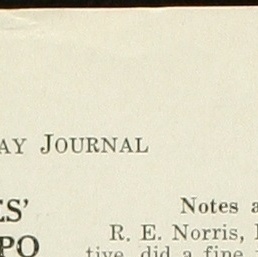 AY JOURNAL
ES'
PO
Notes a
R. E. Norris,
tive, did a fine